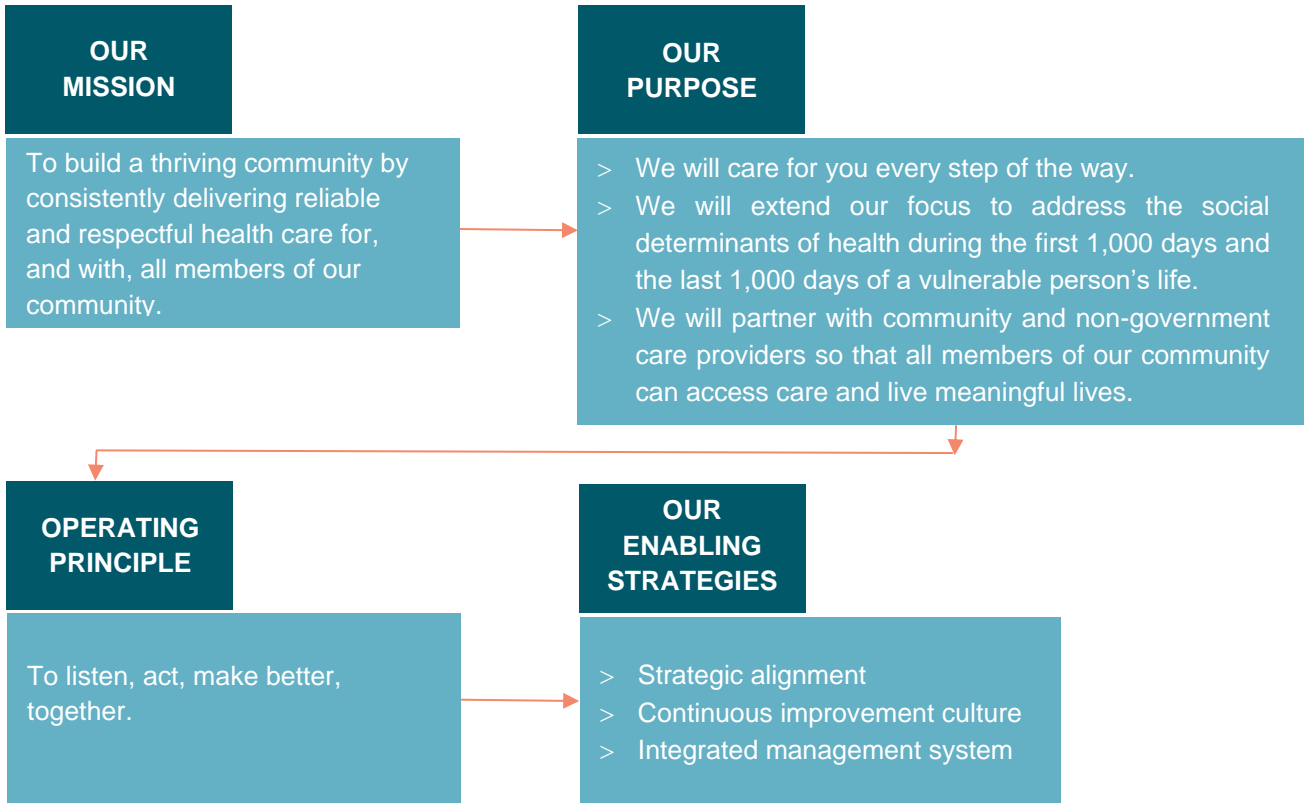 OUR
MISSION
To build a thriving community by
consistently delivering reliable
and respectful health care for,
and with, all members of our
community.
OUR
PURPOSE
> We will care for you every step of the way.
> We will extend our focus to address the social
determinants of health during the first 1,000 days and
the last 1,000 days of a vulnerable person’s life.
> We will partner with community and non-government
care providers so that all members of our community
can access care and live meaningful lives.
OPERATING
PRINCIPLE
To listen, act, make better,
together.
OUR
ENABLING
STRATEGIES
> Strategic alignment
> Continuous improvement culture
> Integrated management system